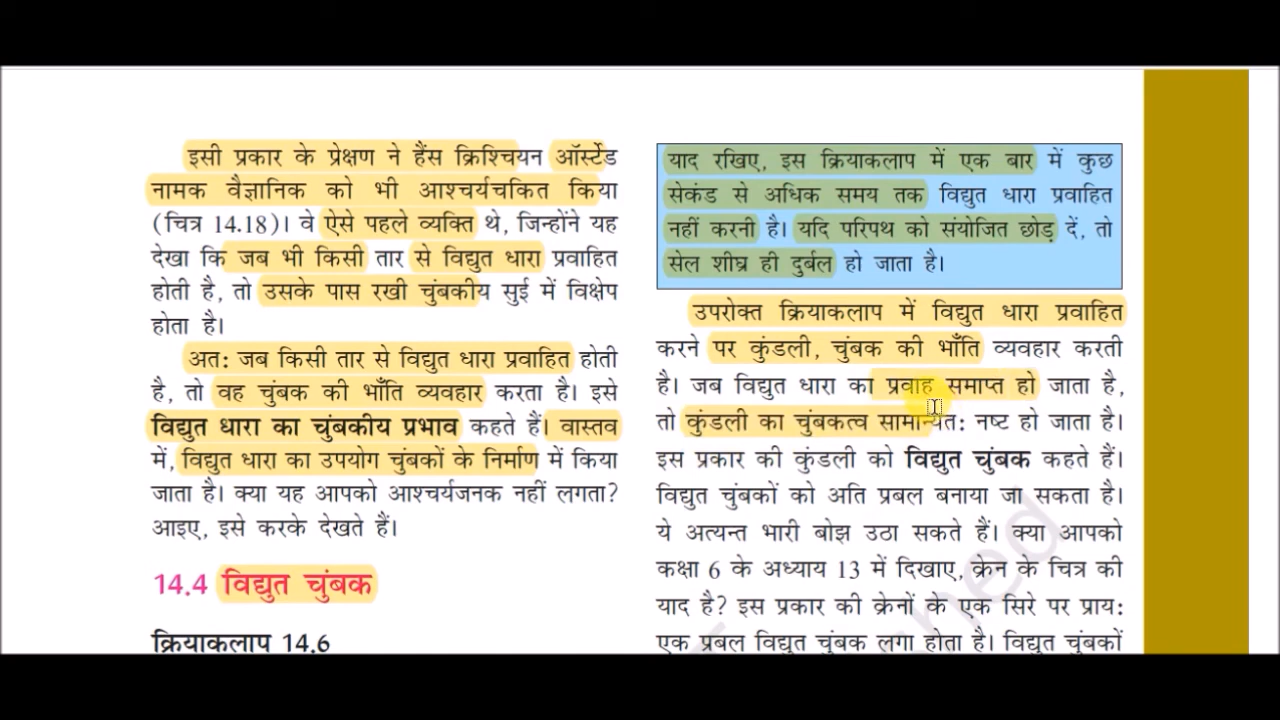 इसी प्रकार के प्रेक्षण ने हैंस क्रिश्चियन ऑर्स्टेड
नामक वैज्ञानिक को भी आश्चर्यचकित किया
(चित्र 14.18)। वे ऐसे पहले व्यक्ति थे, जिन्होंने यह
देखा कि जब भी किसी तार से विद्युत धारा प्रवाहित
होती है, तो उसके पास रखी चुंबकीय सुई में विक्षेप
होता है।
अतः जब किसी तार से विद्युत धारा प्रवाहित होती
है, तो वह चुंबक की भाँति व्यवहार करता है। इसे
विद्युत धारा का चुंबकीय प्रभाव कहते हैं। वास्तव
में, विद्युत धारा का उपयोग चुंबकों के निर्माण में किया
जाता है। क्या यह आपको आश्चर्यजनक नहीं लगता?
आइए, इसे करके देखते हैं।
14.4 विद्युत चुंबक
क्रियाकलाप 14.6
याद रखिए, इस क्रियाकलाप में एक बार में कुछ
सेकंड से अधिक समय तक विद्युत धारा प्रवाहित
नहीं करनी है। यदि परिपथ को संयोजित छोड़ दें, तो
सेल शीघ्र ही दुर्बल हो जाता है।
उपरोक्त क्रियाकलाप में विद्युत धारा प्रवाहित
करने पर कुंडली, चुंबक की भाँति व्यवहार करती
है। जब विद्युत धारा का प्रवाह समाप्त हो जाता है,
तो कुंडली का चुंबकत्व सामान्यतः नष्ट हो जाता है।
इस प्रकार की कुंडली को विद्युत चुंबक कहते हैं।
विद्युत चुंबकों को अति प्रबल बनाया जा सकता है।
ये अत्यन्त भारी बोझ उठा सकते हैं। क्या आपको
कक्षा 6 के अध्याय 13 में दिखाए, क्रेन के चित्र की
याद है? इस प्रकार की क्रेनों के एक सिरे पर प्रायः
एक प्रबल विद्युत चुंबक लगा होता है। विद्युत चुंबकों